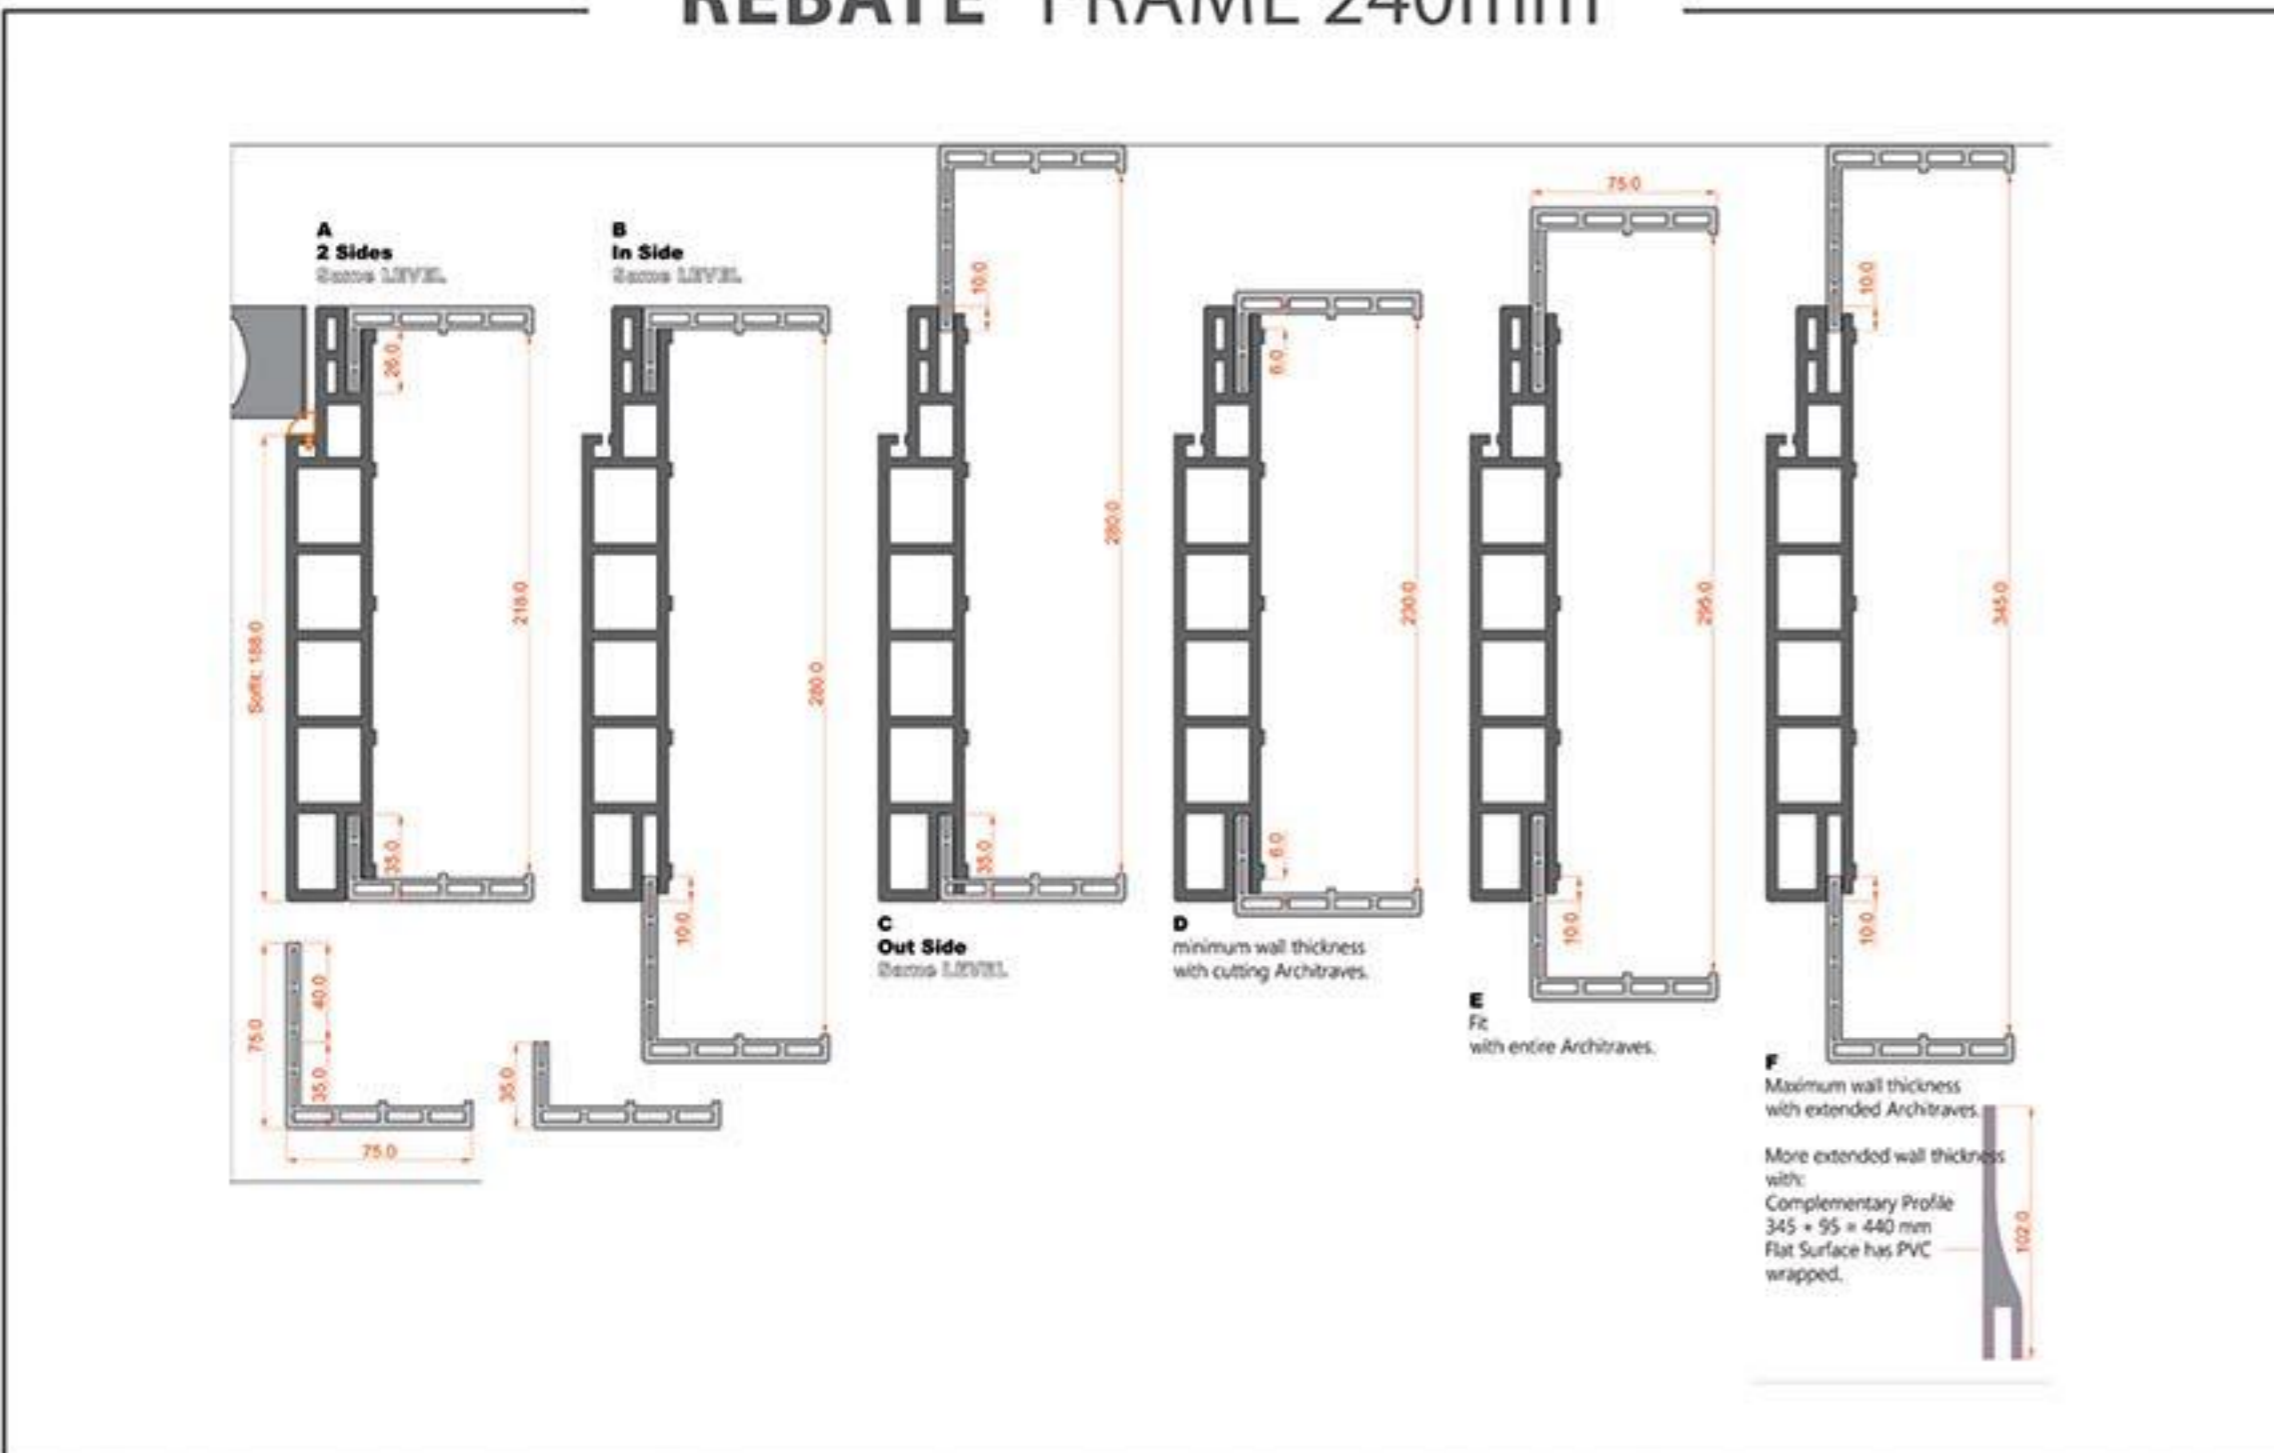 REBATE FRAME 240mm
A
2 Sides
Same LEVEL
B
In Side
Same LEVEL
75.0
10.0
10.0
26.0
6.0
Soffit: 188.0
218.0
280.0
280.0
230.0
295.0
345.0
35.0
10.0
35.0
6.0
10.0
10.0
C
Out Side
Same LEVEL
D
minimum wall thickness
with cutting Architraves.
E
Fit
with entire Architraves.
75.0
40.0
35.0
75.0
35.0
F
Maximum wall thickness
with extended Architraves.
More extended wall thickness
with:
Complementary Profile
345 + 95 = 440 mm
Flat Surface has PVC
wrapped.
102.0